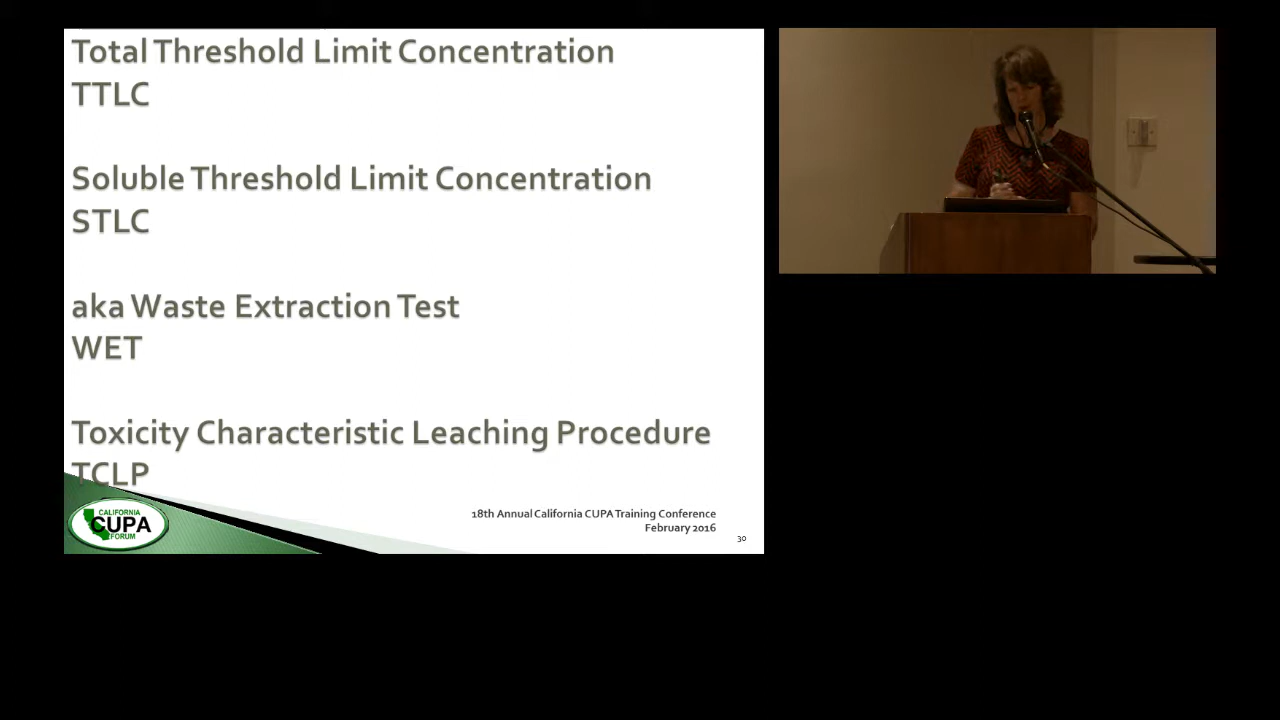 Total Threshold Limit Concentration
TTLC
Soluble Threshold Limit Concentration
STLC
aka Waste Extraction Test
WET
Toxicity Characteristic Leaching Procedure
TCLP
CALIFORNIA
CUPA
FORUM
18th Annual California CUPA Training Conference
February 2016
30